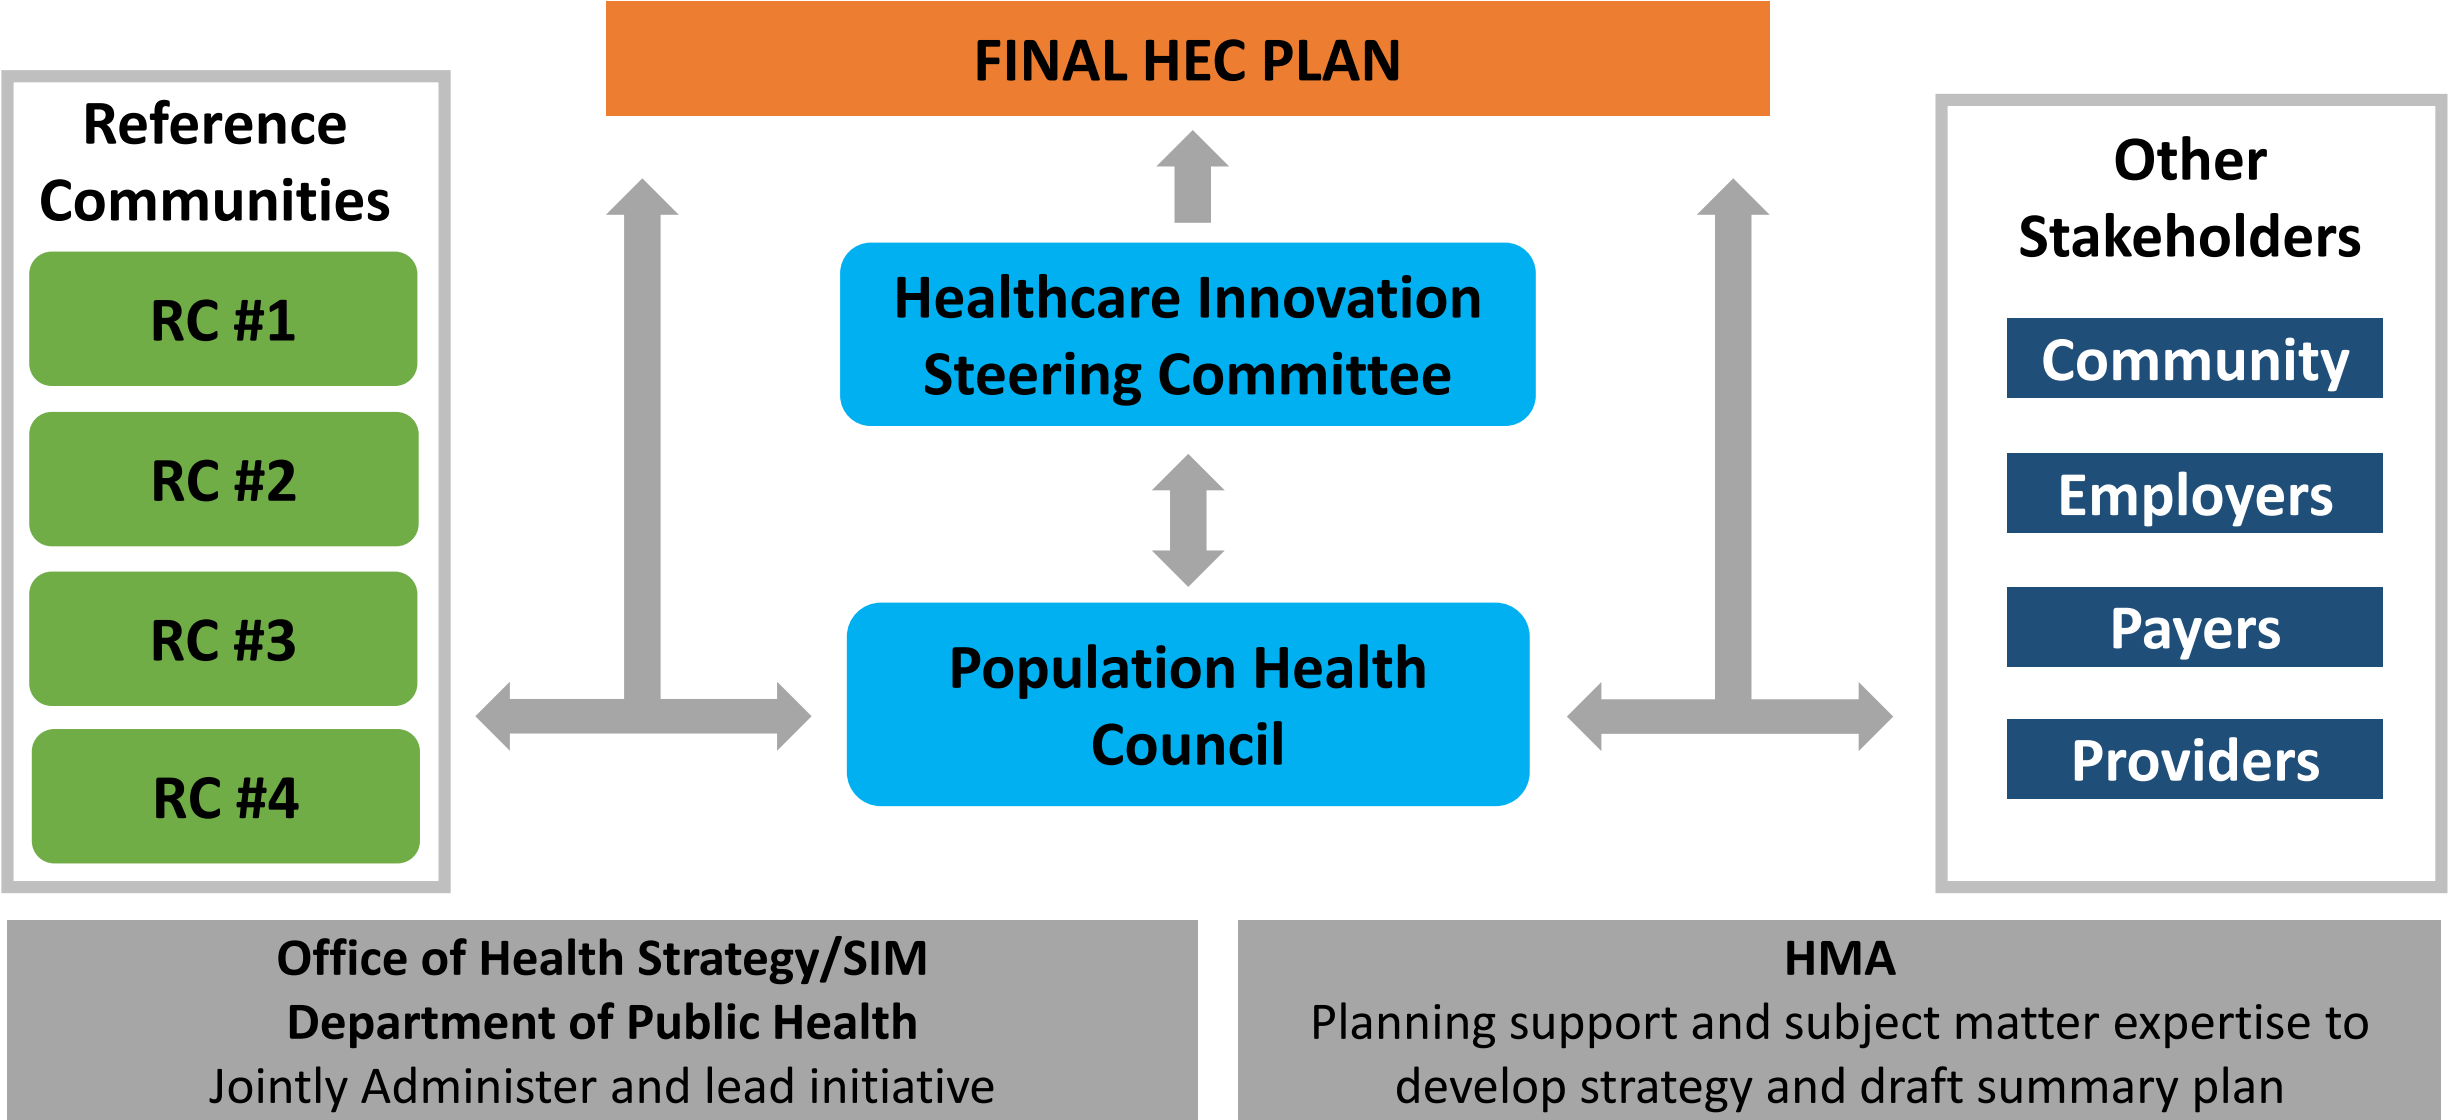 FINAL HEC PLAN
Reference
Communities
RC #1
RC #2
RC #3
RC #4
Healthcare Innovation
Steering Committee
Population Health
Council
Other
Stakeholders
Community
Employers
Payers
Providers
Office of Health Strategy/SIM
Department of Public Health
Jointly Administer and lead initiative
HMA
Planning support and subject matter expertise to
develop strategy and draft summary plan